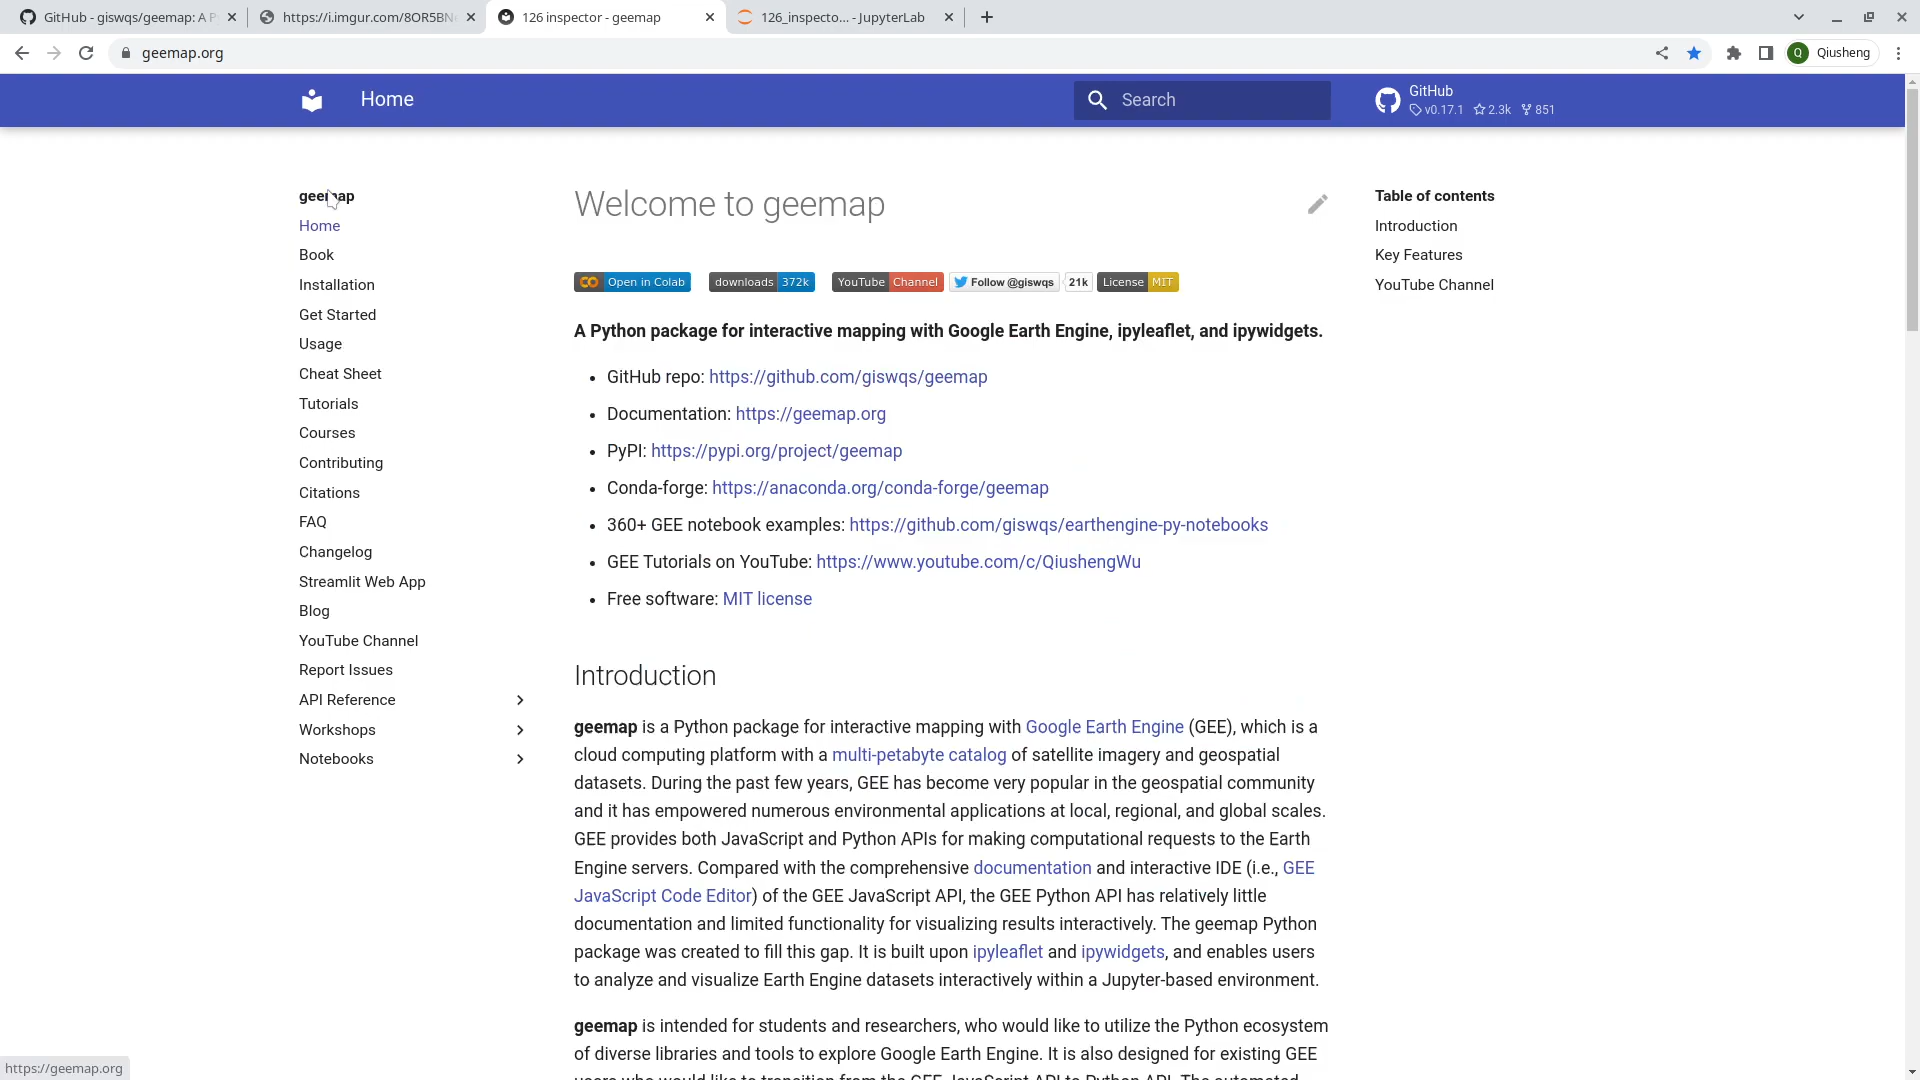 GitHub - giswqs/geemap: A P
https://i.imgur.com/8OR5BN
126 inspector - geemap
126_inspecto... - JupyterLab
geemap.org
Q
Qiusheng
Home
Search
GitHub
v0.17.1 2.3k 851
geemap
Home
Book
Installation
Get Started
Usage
Cheat Sheet
Tutorials
Courses
Contributing
Citations
FAQ
Changelog
Streamlit Web App
Blog
YouTube Channel
Report Issues
API Reference
Workshops
Notebooks
Welcome to geemap
Open in Colab downloads 372k YouTube Channel Follow @giswqs 21k License MIT
A Python package for interactive mapping with Google Earth Engine, ipyleaflet, and ipywidgets.
• GitHub repo: https://github.com/giswqs/geemap
• Documentation: https://geemap.org
• PyPI: https://pypi.org/project/geemap
• Conda-forge: https://anaconda.org/conda-forge/geemap
• 360+ GEE notebook examples: https://github.com/giswqs/earthengine-py-notebooks
• GEE Tutorials on YouTube: https://www.youtube.com/c/QiushengWu
• Free software: MIT license
Introduction
geemap is a Python package for interactive mapping with Google Earth Engine (GEE), which is a
cloud computing platform with a multi-petabyte catalog of satellite imagery and geospatial
datasets. During the past few years, GEE has become very popular in the geospatial community
and it has empowered numerous environmental applications at local, regional, and global scales.
GEE provides both JavaScript and Python APIs for making computational requests to the Earth
Engine servers. Compared with the comprehensive documentation and interactive IDE (i.e., GEE
JavaScript Code Editor) of the GEE JavaScript API, the GEE Python API has relatively little
documentation and limited functionality for visualizing results interactively. The geemap Python
package was created to fill this gap. It is built upon ipyleaflet and ipywidgets, and enables users
to analyze and visualize Earth Engine datasets interactively within a Jupyter-based environment.
geemap is intended for students and researchers, who would like to utilize the Python ecosystem
of diverse libraries and tools to explore Google Earth Engine. It is also designed for existing GEE
users who would like to transition from the GEE JavaScript API to Python API. The automated
Table of contents
Introduction
Key Features
YouTube Channel
https://geemap.org